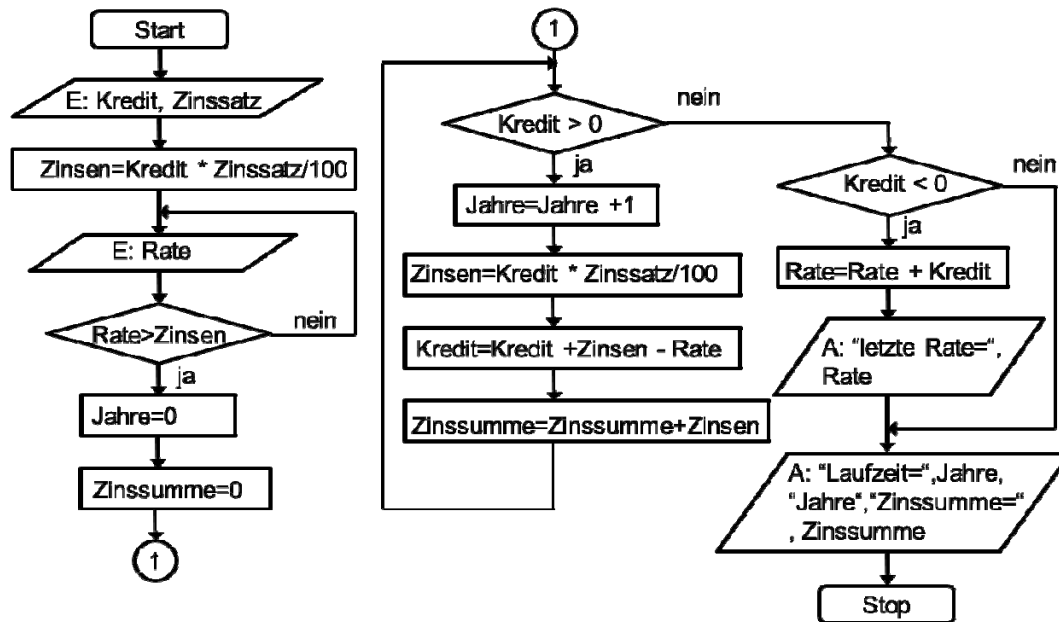 Start
E: Kredit, Zinssatz
Zinsen=Kredit * Zinssatz/100
E: Rate
Rate>Zinsen
nein
ja
Jahre=0
Zinssumme=0
1
1
Kredit > 0
nein
ja
Jahre=Jahre +1
Zinsen=Kredit * Zinssatz/100
Kredit=Kredit +Zinsen - Rate
Zinssumme=Zinssumme+Zinsen
Kredit < 0
nein
ja
Rate=Rate + Kredit
A: “letzte Rate=“,
Rate
A: “Laufzeit=“,Jahre,
“Jahre“,“Zinssumme=“
, Zinssumme
Stop